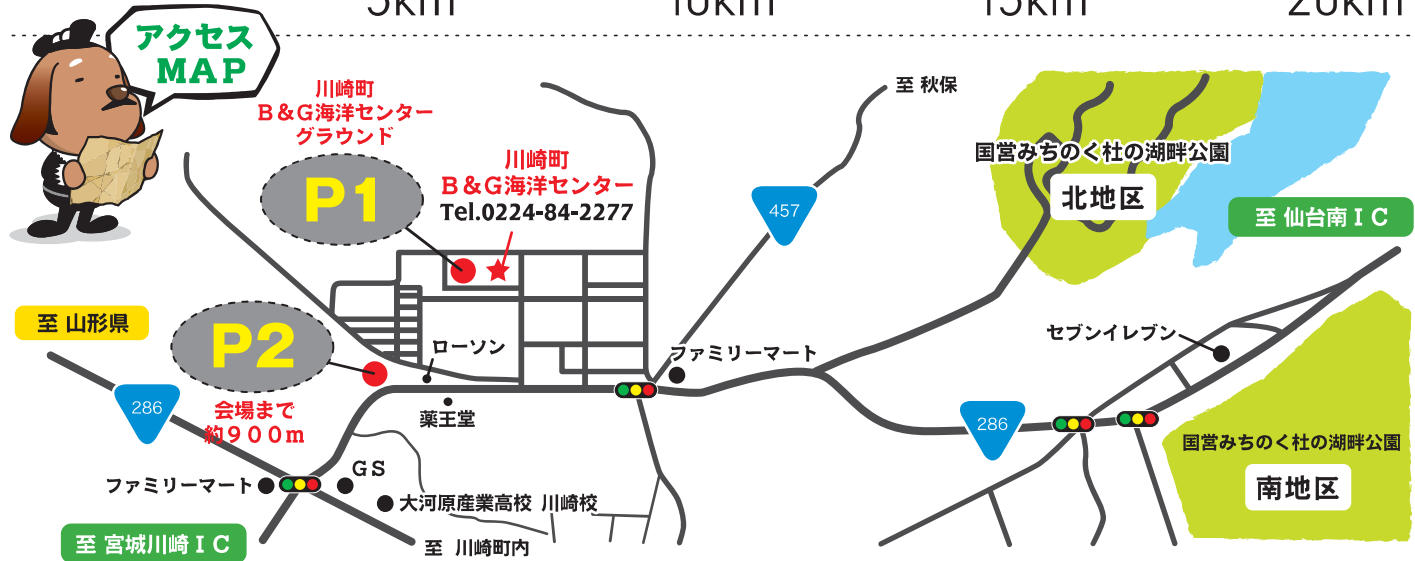 5km
10km
15km
20km
アクセス
MAP
川崎町
B&G海洋センター
グラウンド
P1
川崎町
B&G海洋センター
Tel.0224-84-2277
至 秋保
457
国営みちのく杜の湖畔公園
北地区
至 仙台南IC
至 山形県
P2
会場まで
約900m
286
ローソン
薬王堂
ファミリーマート
セブンイレブン
286
国営みちのく杜の湖畔公園
南地区
ファミリーマート
GS
大河原産業高校 川崎校
至 宮城川崎IC
至 川崎町内